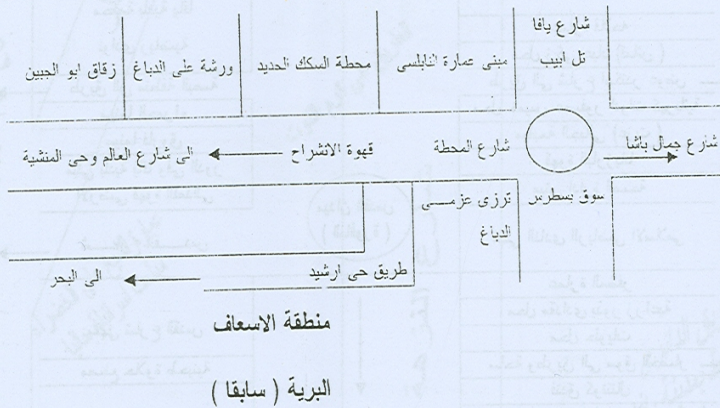 شارع يافا
تل ابيب
مبنى عمارة النابلسى
محطة السكك الحديد
ورشة على الدباغ
زقاق ابو الجبين
شارع جمال باشا
شارع المحطة
قهوة الانشراح
الى شارع العالم وحى المنشية
سوق بسطرس
ترزى عزمــــى
الدباغ
طريق حى ارشيد
الى البحر
منطقة الاسعاف
البرية ( سابقا )